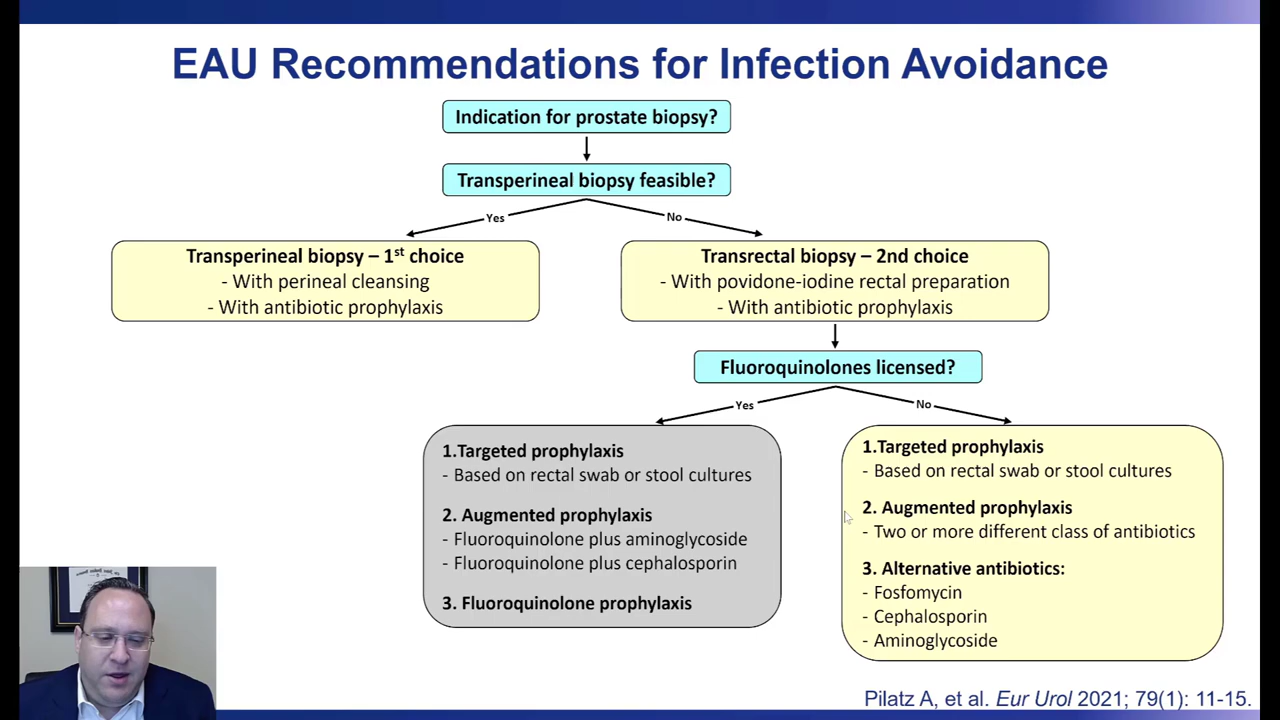 EAU Recommendations for Infection Avoidance
Indication for prostate biopsy?
Transperineal biopsy feasible?
Yes
No
Transperineal biopsy – 1st choice
- With perineal cleansing
- With antibiotic prophylaxis
Transrectal biopsy – 2nd choice
- With povidone-iodine rectal preparation
- With antibiotic prophylaxis
Fluoroquinolones licensed?
Yes
No
1.Targeted prophylaxis
- Based on rectal swab or stool cultures
2. Augmented prophylaxis
- Fluoroquinolone plus aminoglycoside
- Fluoroquinolone plus cephalosporin
3. Fluoroquinolone prophylaxis
1.Targeted prophylaxis
- Based on rectal swab or stool cultures
2. Augmented prophylaxis
- Two or more different class of antibiotics
3. Alternative antibiotics:
- Fosfomycin
- Cephalosporin
- Aminoglycoside
Pilatz A, et al. Eur Urol 2021; 79(1): 11-15.